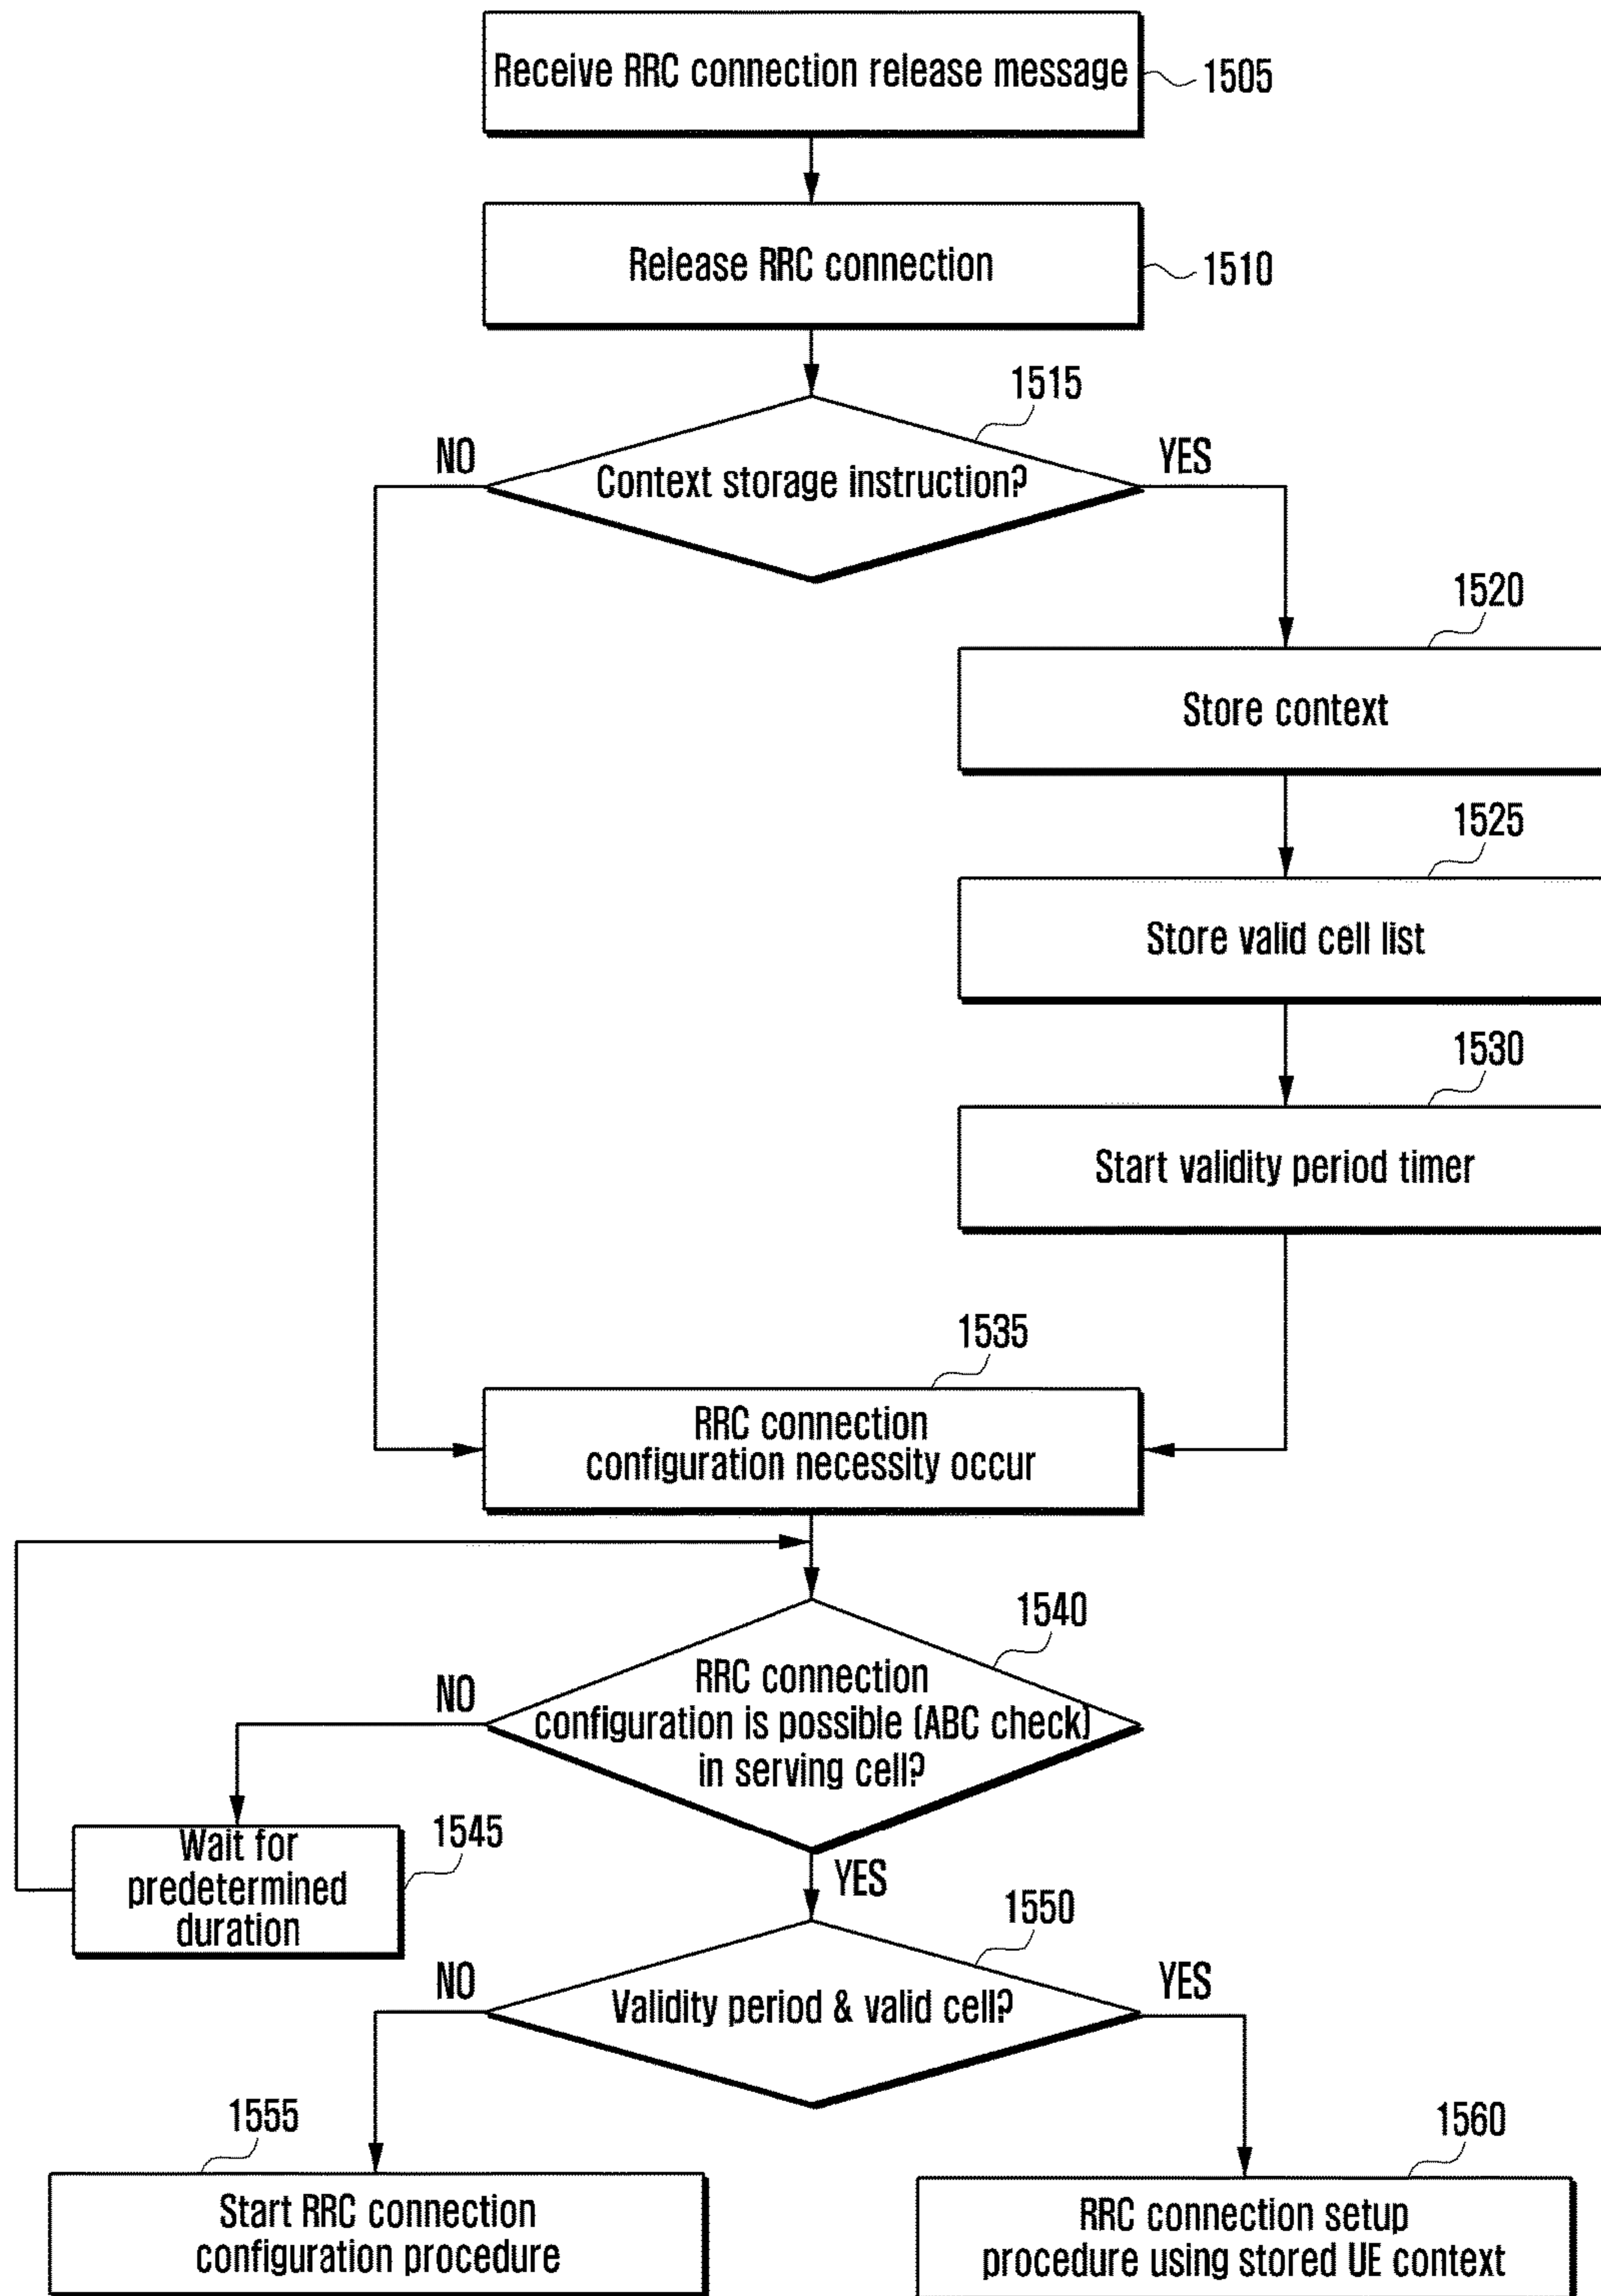 Receive RRC connection release message
1505
Release RRC connection
1510
1515
NO
YES
Context storage instruction?
1520
Store context
1525
Store valid cell list
1530
Start validity period timer
1535
RRC connection
configuration necessity occur
1540
NO
RRC connection
configuration is possible (ABC check)
in serving cell?
1545
Wait for
predetermined
duration
YES
1550
NO
YES
Validity period & valid cell?
1555
Start RRC connection
configuration procedure
1560
RRC connection setup
procedure using stored UE context